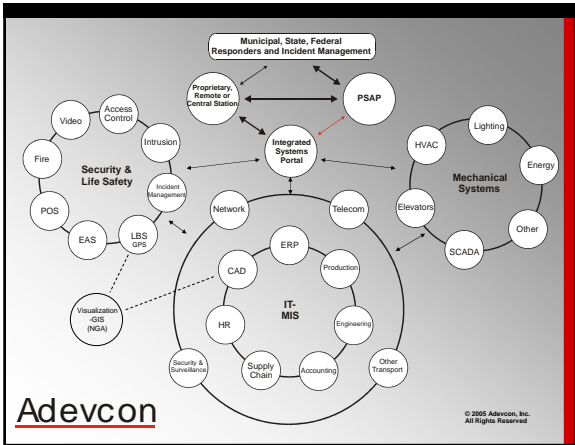 Municipal, State, Federal
Responders and Incident Management
Proprietary,
Remote or
Central Station
PSAP
Integrated
Systems
Portal
Access
Control
Video
Intrusion
Fire
Security &
Life Safety
Incident
Management
POS
EAS
LBS
GPS
Lighting
HVAC
Energy
Mechanical
Systems
Elevators
Other
SCADA
Network
Telecom
ERP
CAD
Production
IT-
MIS
HR
Engineering
Supply
Chain
Accounting
Security &
Surveillance
Other
Transport
Visualization
-GIS
(NGA)
Adevcon
© 2005 Adevcon, Inc.
All Rights Reserved